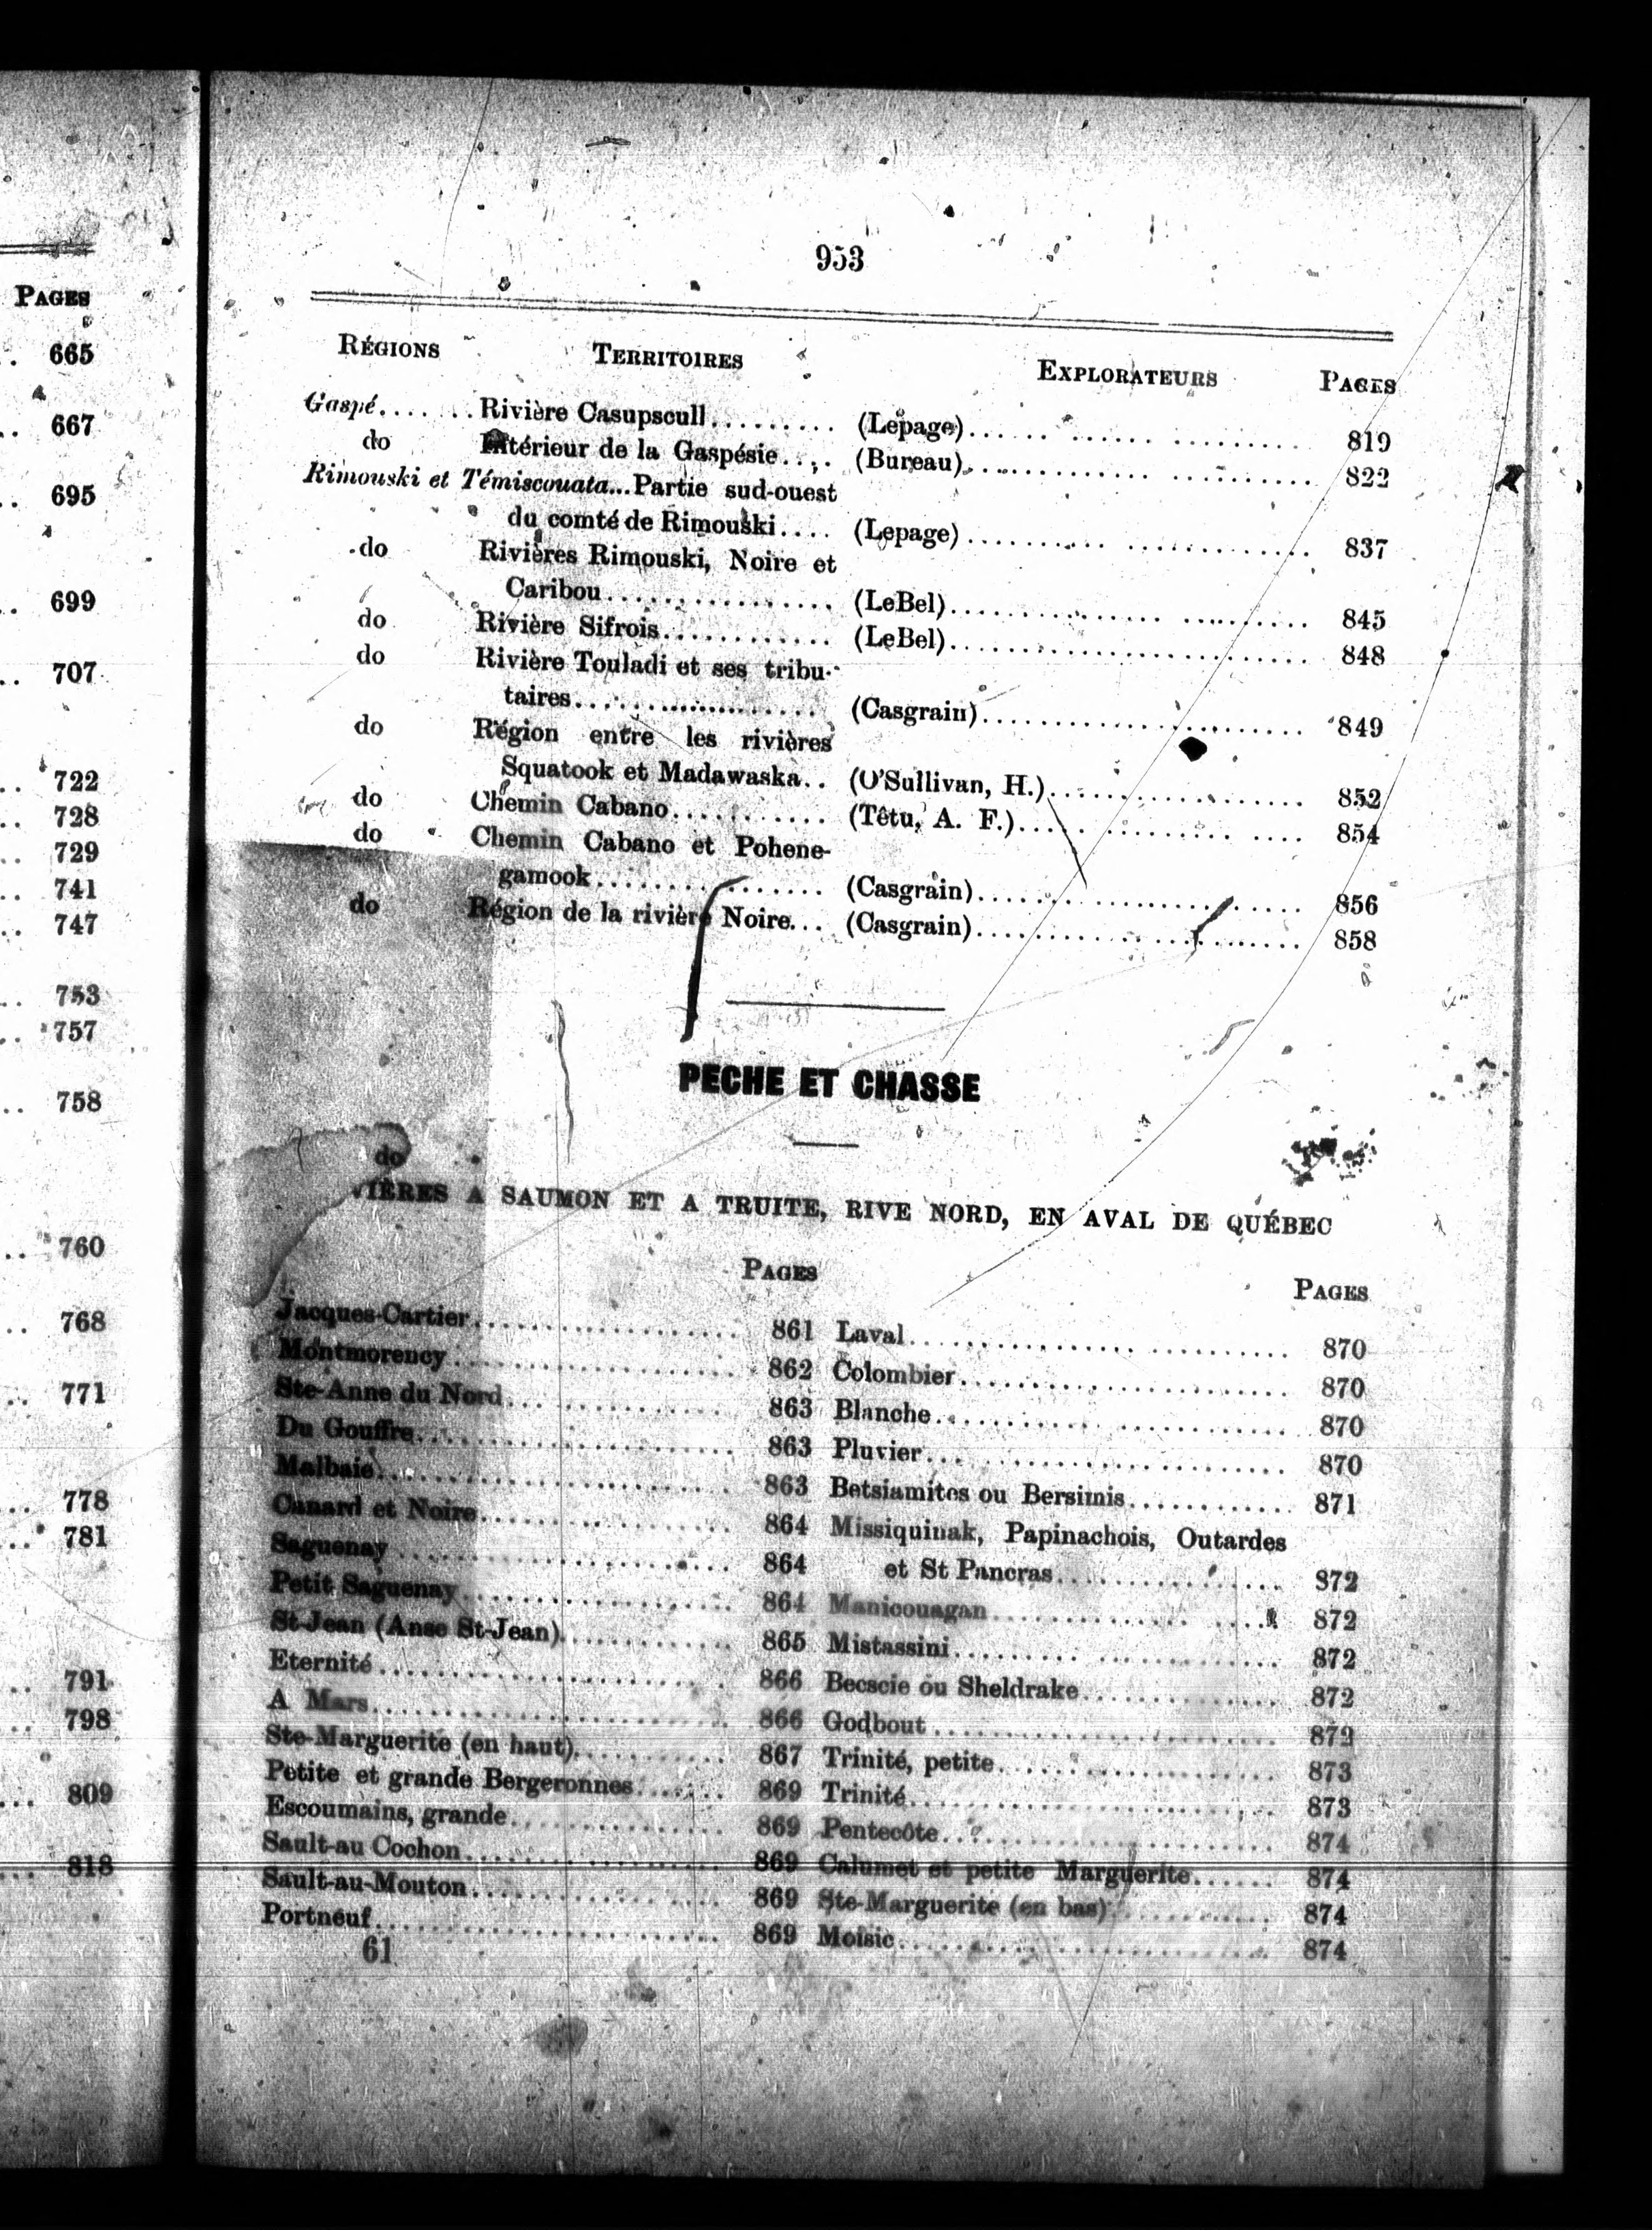 PAGES
.. 665
.. 667
.. 695
.. 699
.. 707
.. 722
.. 728
.. 729
.. 741
.. 747
.. 753
.. 757
.. 758
.. 760
.. 768
.. 771
... 778
... 781
.. 791
.. 798
... 809
... 818
953
RÉGIONS TERRITOIRES EXPLORATEURS PAGES
Gaspé....... Rivière Casupscull......... (Lepage)...... ...... .......... 819
do Intérieur de la Gaspésie.... (Bureau)................ .......... 822
Rimouski et Témiscouata...Partie sud-ouest
du comté de Rimouski.... (Lepage)............ ............. 837
do Rivières Rimouski, Noire et
Caribou................ (LeBel)............... .......... 845
do Rivière Sifrois............ (LeBel)......................... 848
do Rivière Touladi et ses tribu-
taires..................... (Casgrain)....................... 849
do Région entre les rivières
Squatook et Madawaska.. (O'Sullivan, H.).................. 852
do Chemin Cabano........... (Têtu, A. F.)............... .... 854
do Chemin Cabano et Pohene-
gamook................ (Casgrain)....................... 856
do Région de la rivière Noire... (Casgrain)....................... 858
PECHE ET CHASSE
do
VIÈRES A SAUMON ET A TRUITE, RIVE NORD, EN AVAL DE QUÉBEC
PAGES
Jacques-Cartier................... 861
Montmorency.................... 862
Ste-Anne du Nord................ 863
Du Gouffre...................... 863
Malbaie......................... 863
Canard et Noire.................. 864
Saguenay....................... 864
Petit Saguenay................... 864
St-Jean (Anse St-Jean)............ 865
Eternité........................ 866
A Mars......................... 866
Ste-Marguerite (en haut).......... 867
Petite et grande Bergeronnes...... 869
Escoumains, grande.............. 869
Sault-au Cochon................. 869
Sault-au-Mouton................. 869
Portneuf........................ 869
61
PAGES
Laval........................... 870
Colombier....................... 870
Blanche......................... 870
Pluvier......................... 870
Betsiamites ou Bersimis........... 871
Missiquinak, Papinachois, Outardes
et St Pancras................ 872
Manicouagan.................... 872
Mistassini....................... 872
Becscie ou Sheldrake.............. 872
Godbout........................ 872
Trinité, petite.................... 873
Trinité.......................... 873
Pentecôte....................... 874
Calumet et petite Marguerite...... 874
Ste-Marguerite (en bas)........... 874
Moisic.......................... 874